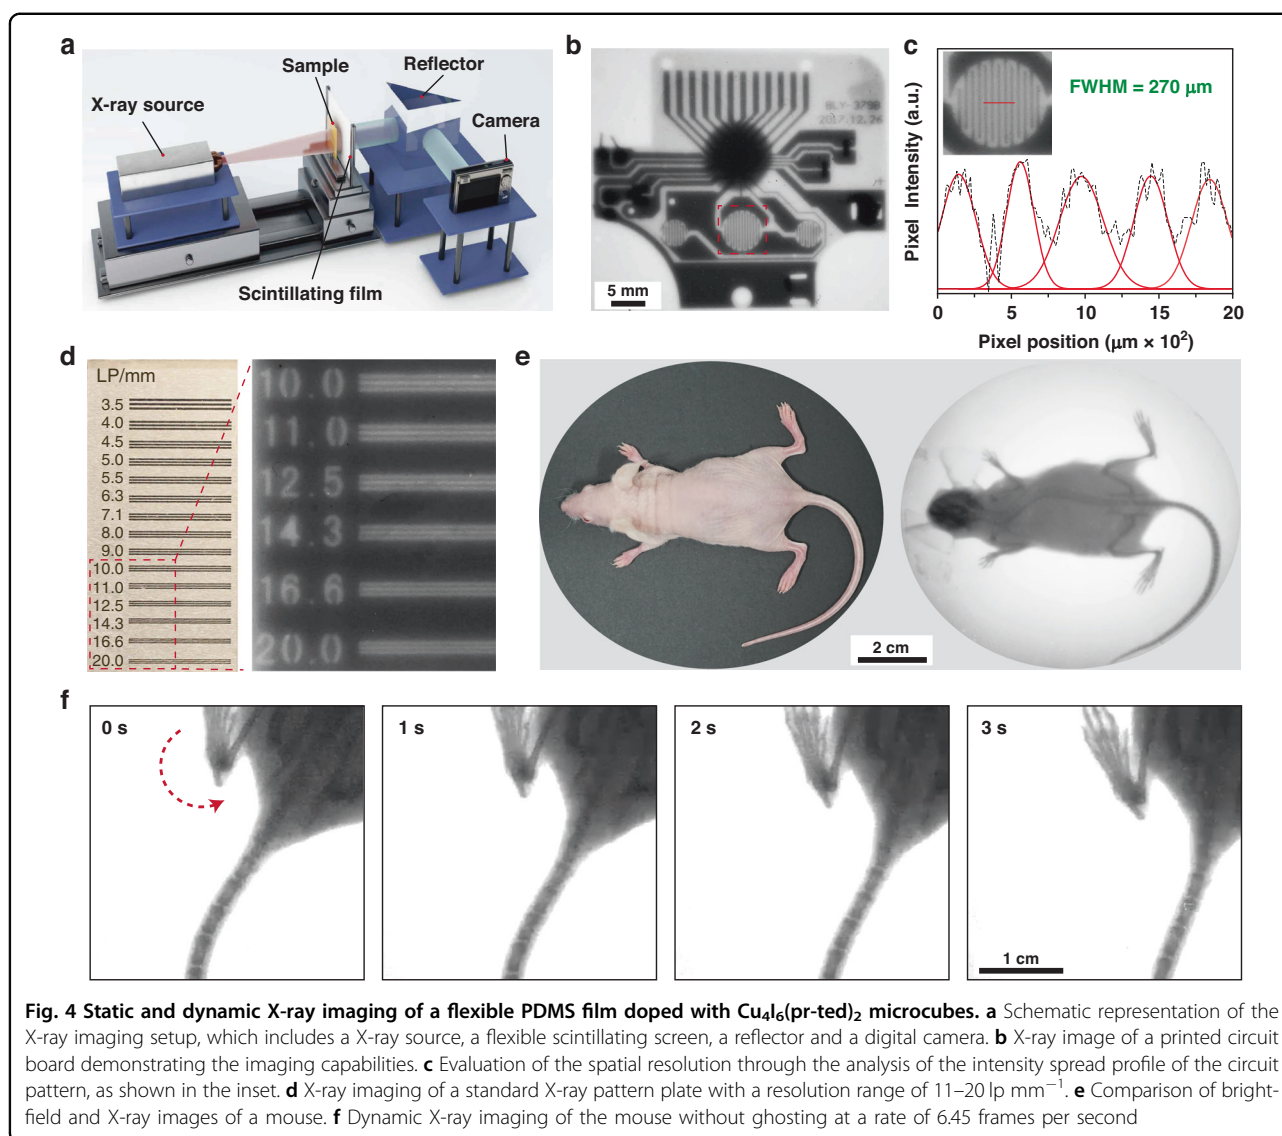 a
X-ray source
Sample
Reflector
Camera
Scintillating film
b
BLY-379B
2017.12.26
5 mm
c
FWHM = 270 μm
Pixel Intensity (a.u.)
0 5 10 15 20
Pixel position (μm × 10²)
d
LP/mm
3.5
4.0
4.5
5.0
5.5
6.3
7.1
8.0
9.0
10.0
11.0
12.5
14.3
16.6
20.0
10.0
11.0
12.5
14.3
16.6
20.0
e
2 cm
f
0 s
1 s
2 s
3 s
1 cm
Fig. 4 Static and dynamic X-ray imaging of a flexible PDMS film doped with Cu₄I₆(pr-ted)₂ microcubes. a Schematic representation of the
X-ray imaging setup, which includes a X-ray source, a flexible scintillating screen, a reflector and a digital camera. b X-ray image of a printed circuit
board demonstrating the imaging capabilities. c Evaluation of the spatial resolution through the analysis of the intensity spread profile of the circuit
pattern, as shown in the inset. d X-ray imaging of a standard X-ray pattern plate with a resolution range of 11–20 lp mm⁻¹. e Comparison of bright-
field and X-ray images of a mouse. f Dynamic X-ray imaging of the mouse without ghosting at a rate of 6.45 frames per second